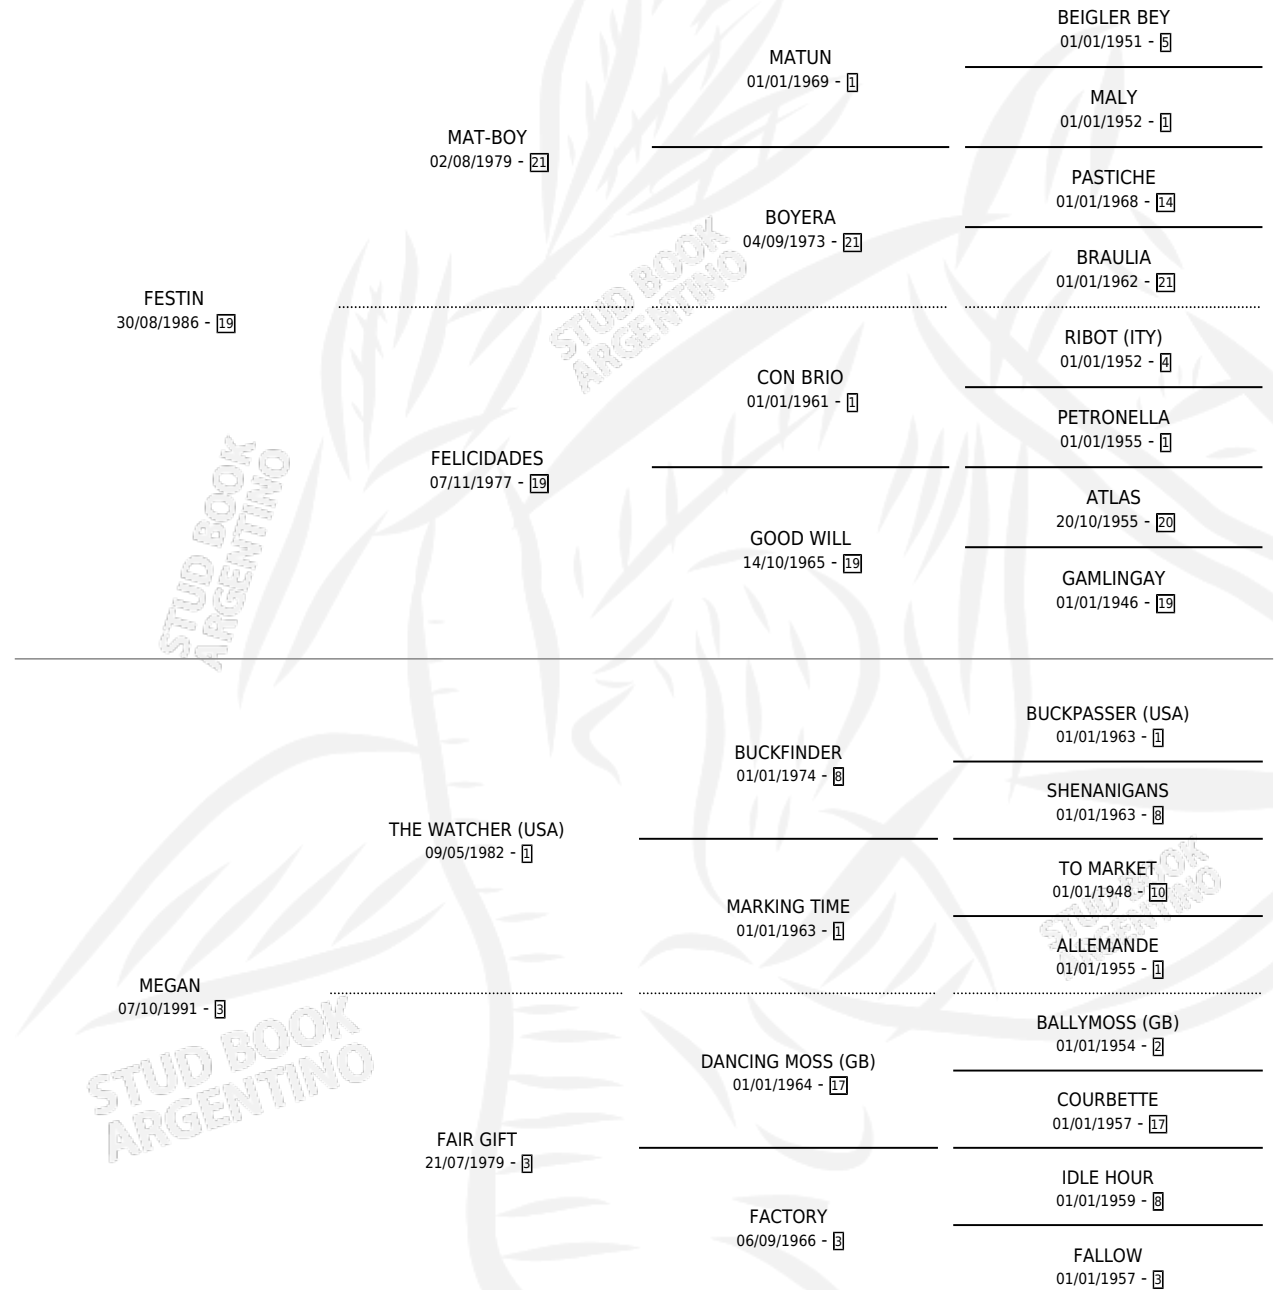 BEIGLER BEY
01/01/1951 - 5
MATUN
01/01/1969 - 1
MALY
01/01/1952 - 1
MAT-BOY
02/08/1979 - 21
PASTICHE
01/01/1968 - 14
BOYERA
04/09/1973 - 21
BRAULIA
01/01/1962 - 21
FESTIN
30/08/1986 - 19
RIBOT (ITY)
01/01/1952 - 4
CON BRIO
01/01/1961 - 1
PETRONELLA
01/01/1955 - 1
FELICIDADES
07/11/1977 - 19
ATLAS
20/10/1955 - 20
GOOD WILL
14/10/1965 - 19
GAMLINGAY
01/01/1946 - 19
STUD BOOK
ARGENTINO
STUD BOOK
ARGENTINO
BUCKPASSER (USA)
01/01/1963 - 1
BUCKFINDER
01/01/1974 - 8
SHENANIGANS
01/01/1963 - 8
THE WATCHER (USA)
09/05/1982 - 1
TO MARKET
01/01/1948 - 10
MARKING TIME
01/01/1963 - 1
ALLEMANDE
01/01/1955 - 1
MEGAN
07/10/1991 - 3
BALLYMOSS (GB)
01/01/1954 - 2
DANCING MOSS (GB)
01/01/1964 - 17
COURBETTE
01/01/1957 - 17
FAIR GIFT
21/07/1979 - 3
IDLE HOUR
01/01/1959 - 8
FACTORY
06/09/1966 - 3
FALLOW
01/01/1957 - 3
STUD BOOK
ARGENTINO
STUD BOOK
ARGENTINO